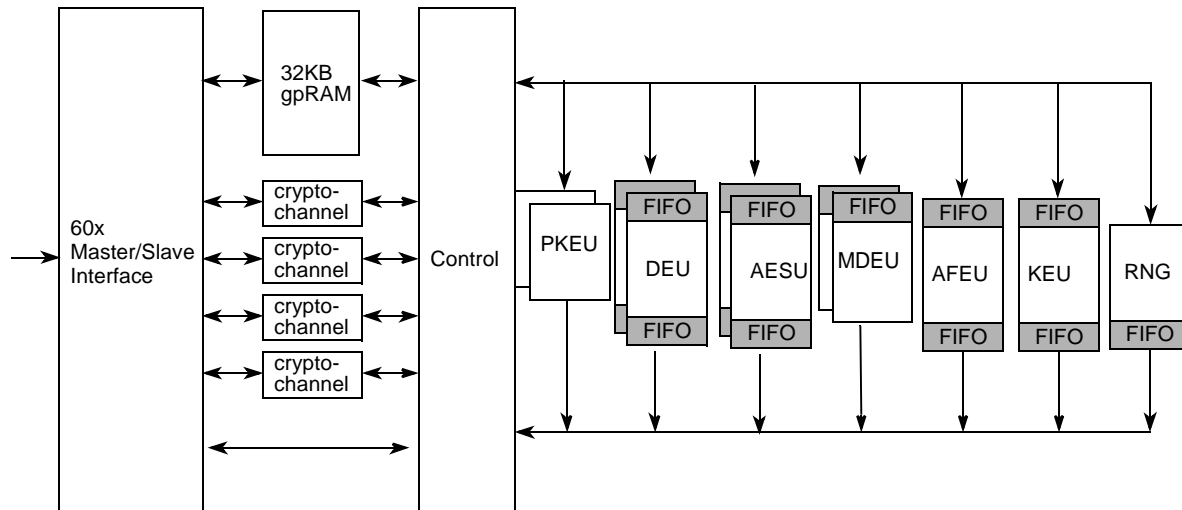 60x
Master/Slave
Interface
32KB
gpRAM
crypto-
channel
crypto-
channel
crypto-
channel
crypto-
channel
Control
PKEU
FIFO
DEU
FIFO
FIFO
AESU
FIFO
FIFO
MDEU
FIFO
AFEU
FIFO
FIFO
KEU
FIFO
RNG
FIFO